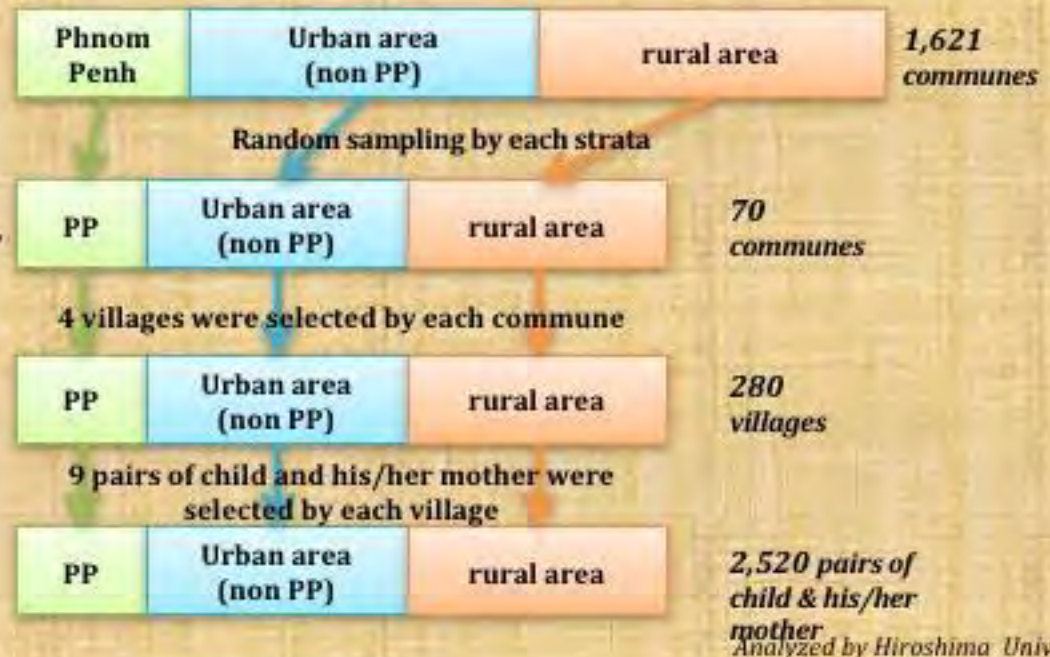 Phnom
Penh
Urban area
(non PP)
rural area
1,621
communes
Random sampling by each strata
PP
Urban area
(non PP)
rural area
70
communes
4 villages were selected by each commune
PP
Urban area
(non PP)
rural area
280
villages
9 pairs of child and his/her mother were
selected by each village
PP
Urban area
(non PP)
rural area
2,520 pairs of
child & his/her
mother
Analyzed by Hiroshima Univ